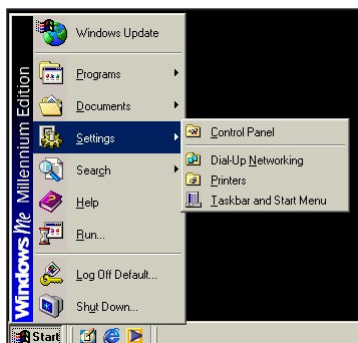 Windows Update
Programs
Documents
Settings
Search
Help
Run...
Log Off Default...
Shut Down...
Control Panel
Dial-Up Networking
Printers
Taskbar and Start Menu
Windows Me Millennium Edition
Start